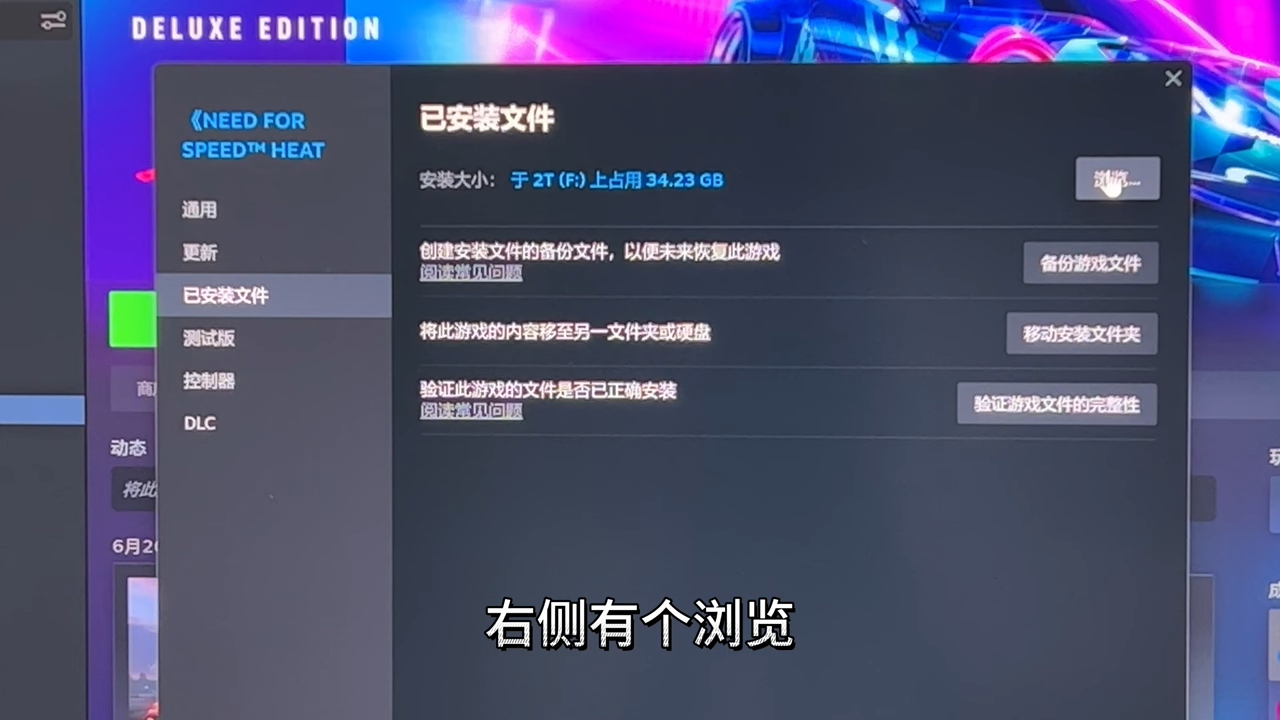 DELUXE EDITION
《NEED FOR
SPEED™ HEAT
通用
更新
已安装文件
测试版
控制器
DLC
已安装文件
安装大小： 于 2T (F:) 上占用 34.23 GB
浏览...
创建安装文件的备份文件，以便未来恢复此游戏
阅读常见问题
备份游戏文件
将此游戏的内容移至另一文件夹或硬盘
移动安装文件夹
验证此游戏的文件是否已正确安装
阅读常见问题
验证游戏文件的完整性
动态
将此
右侧有个浏览